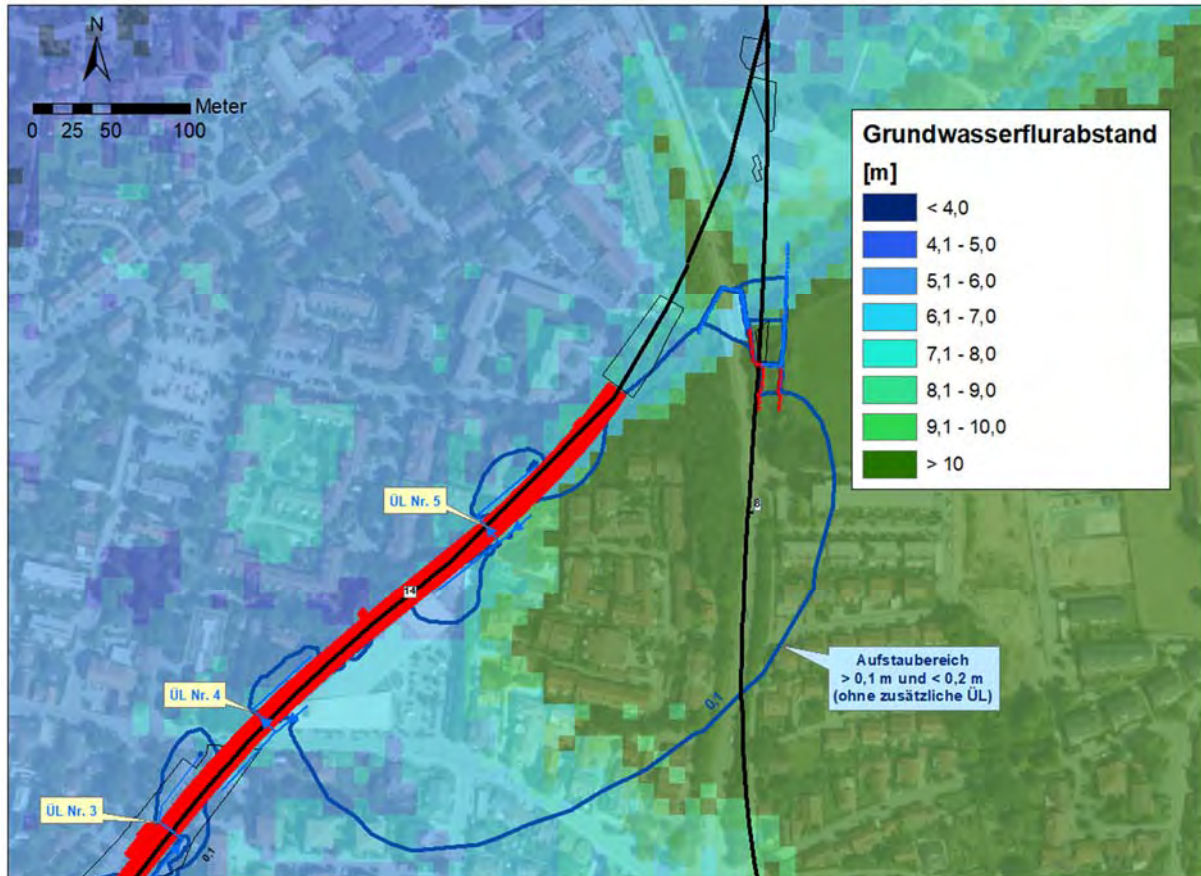 N
Meter
0 25 50 100
Grundwasserflurabstand
[m]
< 4,0
4,1 - 5,0
5,1 - 6,0
6,1 - 7,0
7,1 - 8,0
8,1 - 9,0
9,1 - 10,0
> 10
ÜL Nr. 5
8
14
Aufstaubereich
> 0,1 m und < 0,2 m
(ohne zusätzliche ÜL)
ÜL Nr. 4
0,1
ÜL Nr. 3
0,1